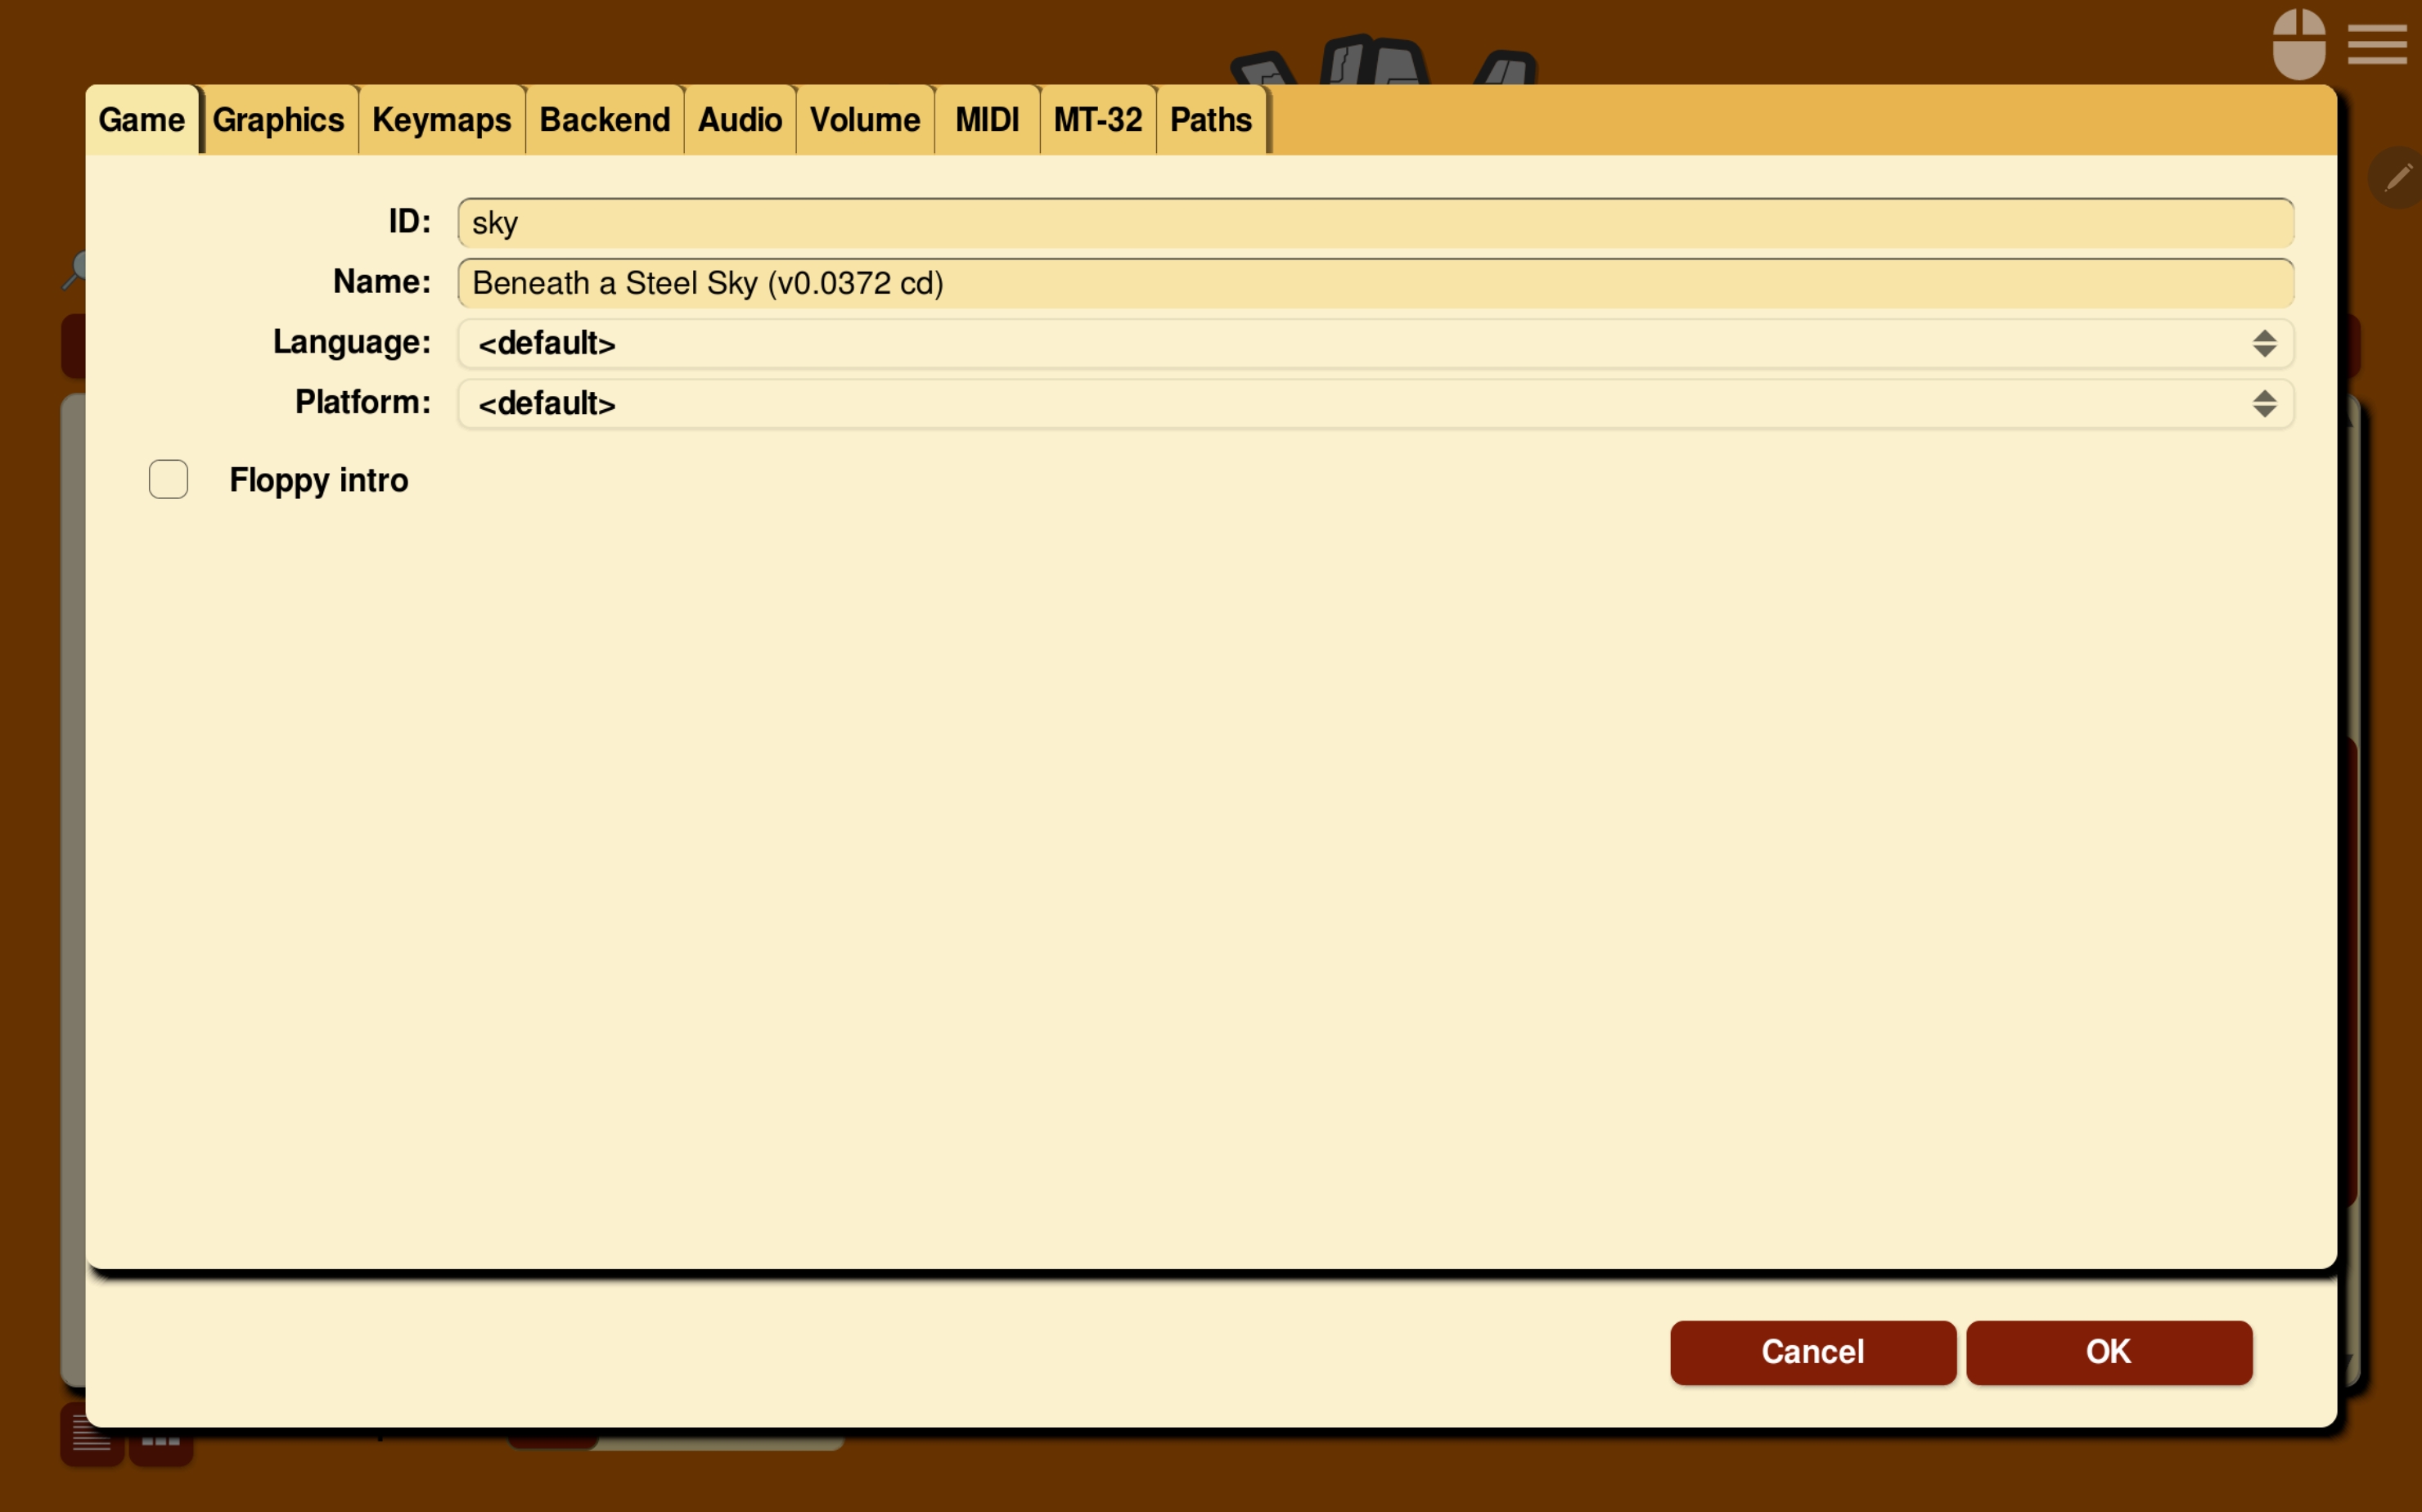 Game Graphics Keymaps Backend Audio Volume MIDI MT-32 Paths
ID: sky
Name: Beneath a Steel Sky (v0.0372 cd)
Language: <default>
Platform: <default>
Floppy intro
Cancel OK